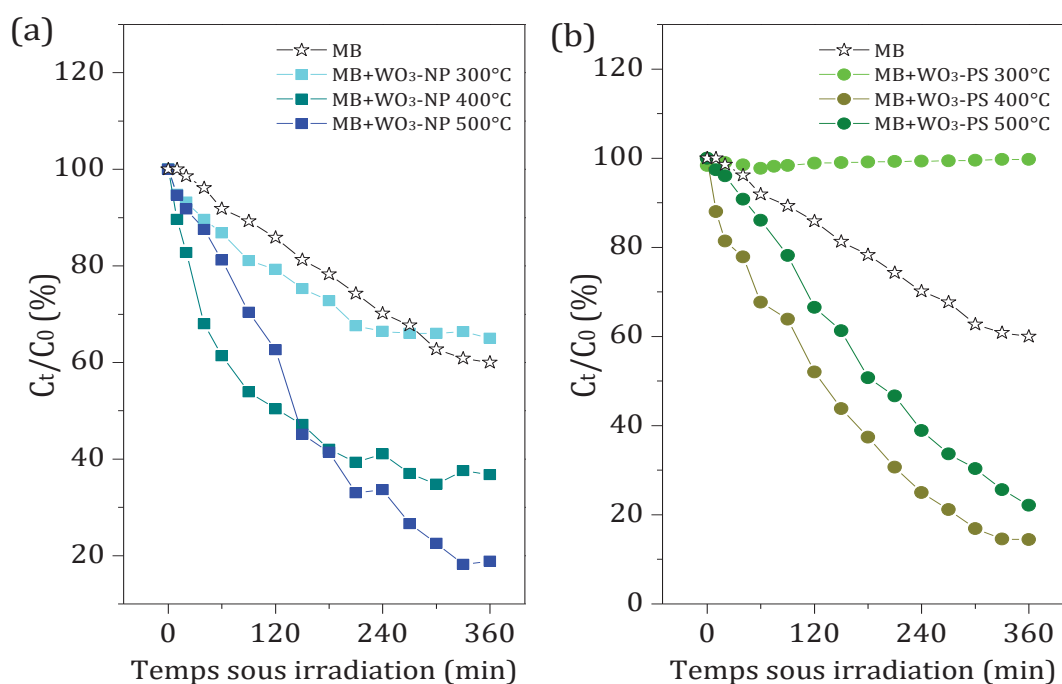 (a)
MB
MB+WO₃-NP 300°C
MB+WO₃-NP 400°C
MB+WO₃-NP 500°C
120
100
80
60
40
20
Ct/C0 (%)
0 120 240 360
Temps sous irradiation (min)
(b)
MB
MB+WO₃-PS 300°C
MB+WO₃-PS 400°C
MB+WO₃-PS 500°C
120
100
80
60
40
20
0
Ct/C0 (%)
0 120 240 360
Temps sous irradiation (min)